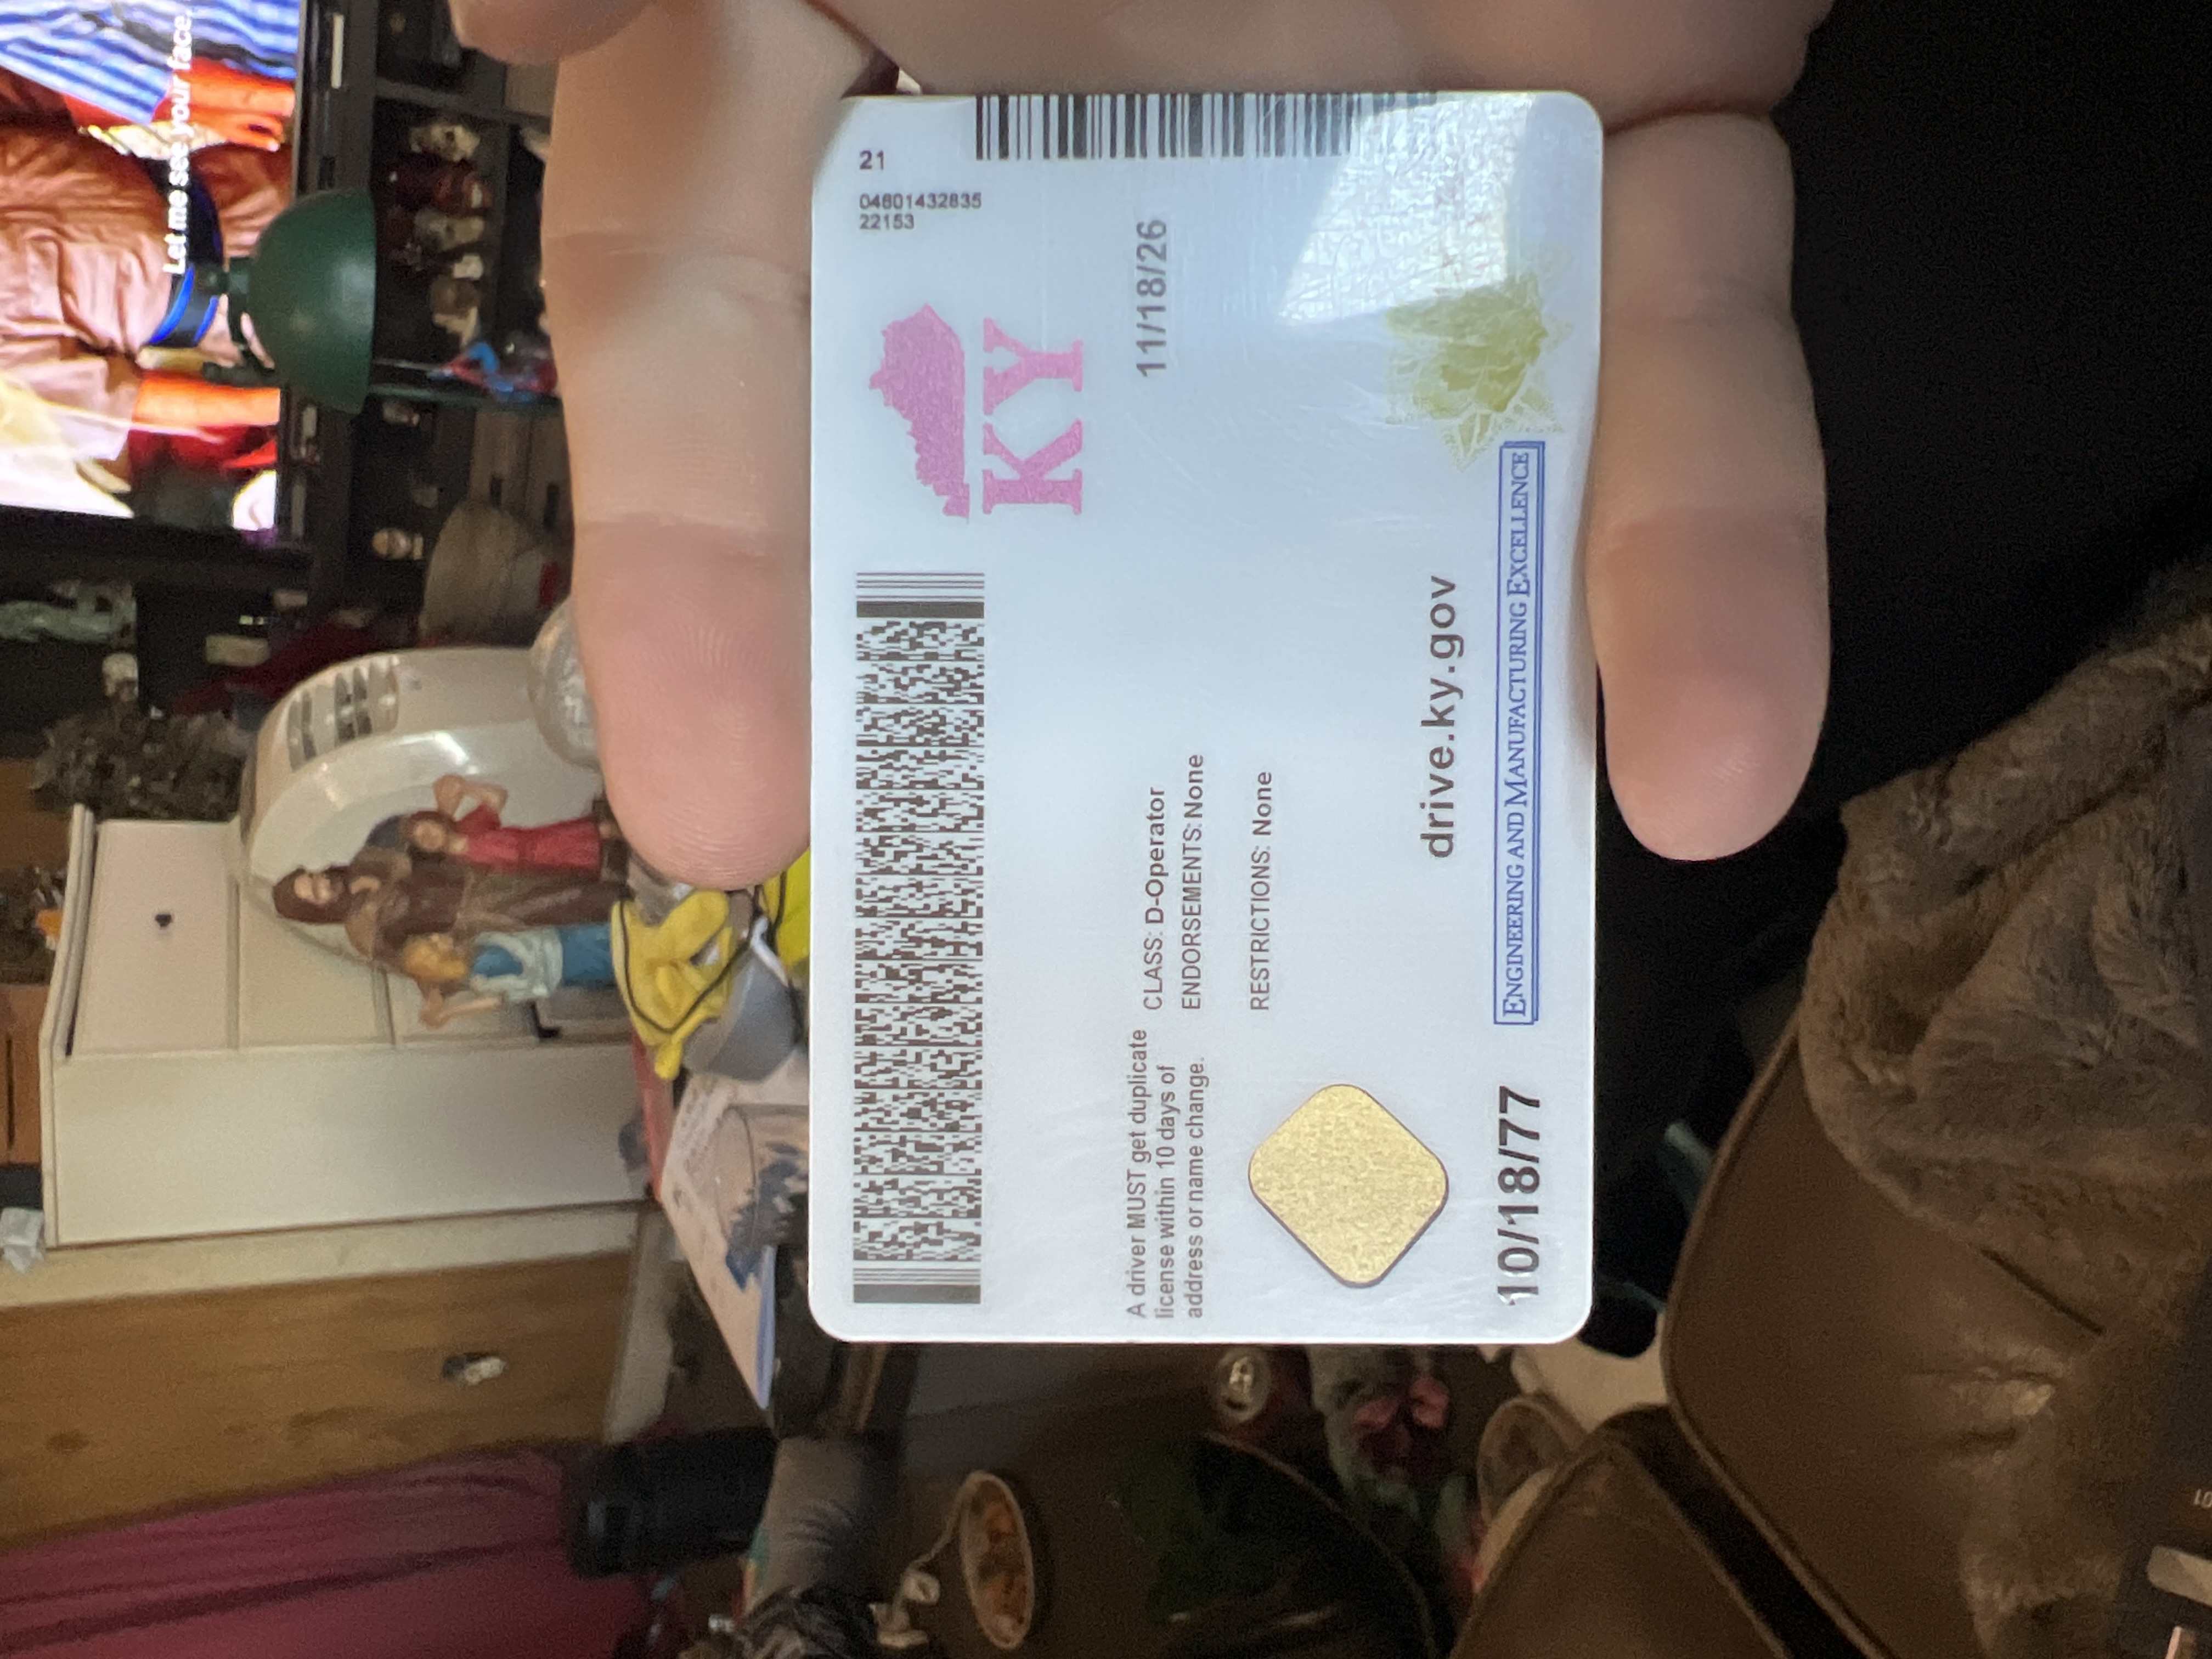 Let me see your face.
21
04601432835
22153
KY
11/18/26
A driver MUST get duplicate
license within 10 days of
address or name change.
CLASS: D-Operator
ENDORSEMENTS: None
RESTRICTIONS: None
drive.ky.gov
10/18/77
ENGINEERING AND MANUFACTURING EXCELLENCE